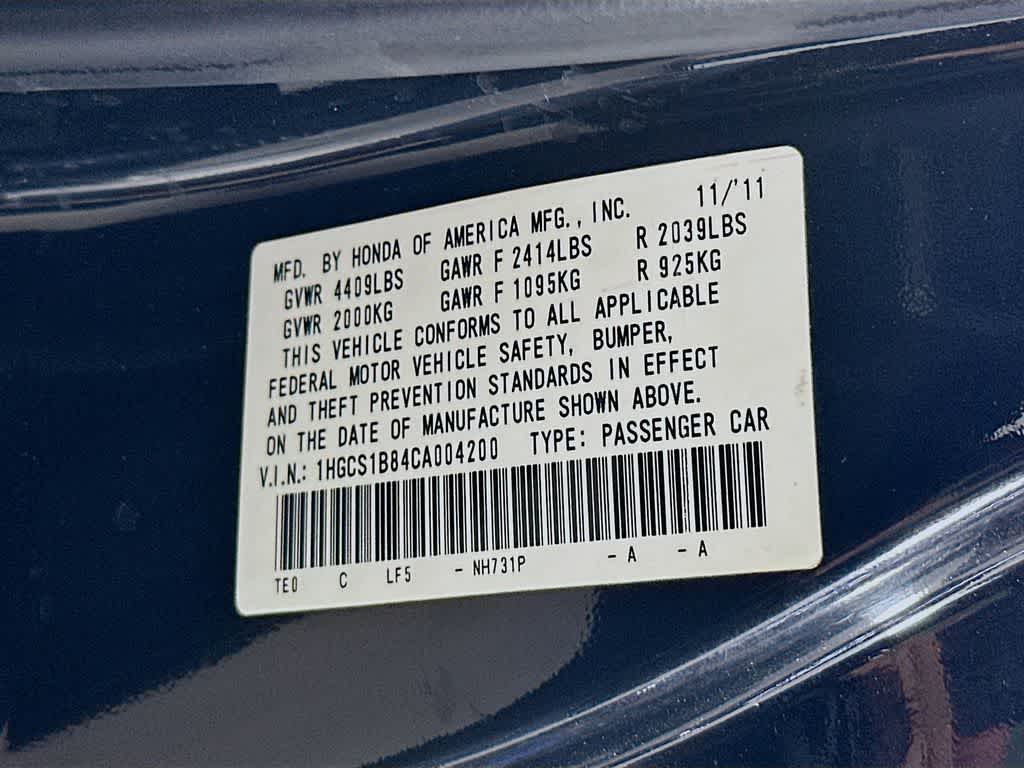 MFD. BY HONDA OF AMERICA MFG., INC. 11/'11
GVWR 4409LBS GAWR F 2414LBS R 2039LBS
GVWR 2000KG GAWR F 1095KG R 925KG
THIS VEHICLE CONFORMS TO ALL APPLICABLE
FEDERAL MOTOR VEHICLE SAFETY, BUMPER,
AND THEFT PREVENTION STANDARDS IN EFFECT
ON THE DATE OF MANUFACTURE SHOWN ABOVE.
V.I.N.: 1HGCS1B84CA004200 TYPE: PASSENGER CAR
TE0 C LF5 - NH731P - A - A